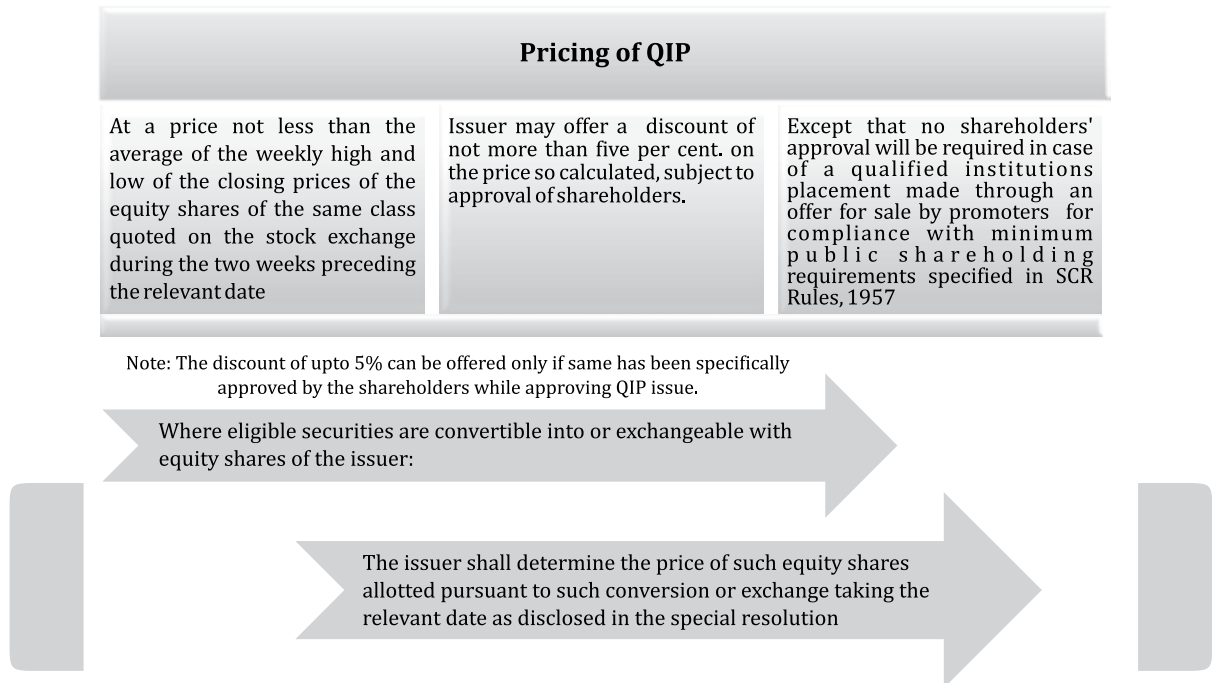 Pricing of QIP
At a price not less than the
average of the weekly high and
low of the closing prices of the
equity shares of the same class
quoted on the stock exchange
during the two weeks preceding
the relevant date
Issuer may offer a discount of
not more than five per cent. on
the price so calculated, subject to
approval of shareholders.
Except that no shareholders'
approval will be required in case
of a qualified institutions
placement made through an
offer for sale by promoters for
compliance with minimum
public shareholding
requirements specified in SCR
Rules, 1957
Note: The discount of upto 5% can be offered only if same has been specifically
approved by the shareholders while approving QIP issue.
Where eligible securities are convertible into or exchangeable with
equity shares of the issuer:
The issuer shall determine the price of such equity shares
allotted pursuant to such conversion or exchange taking the
relevant date as disclosed in the special resolution